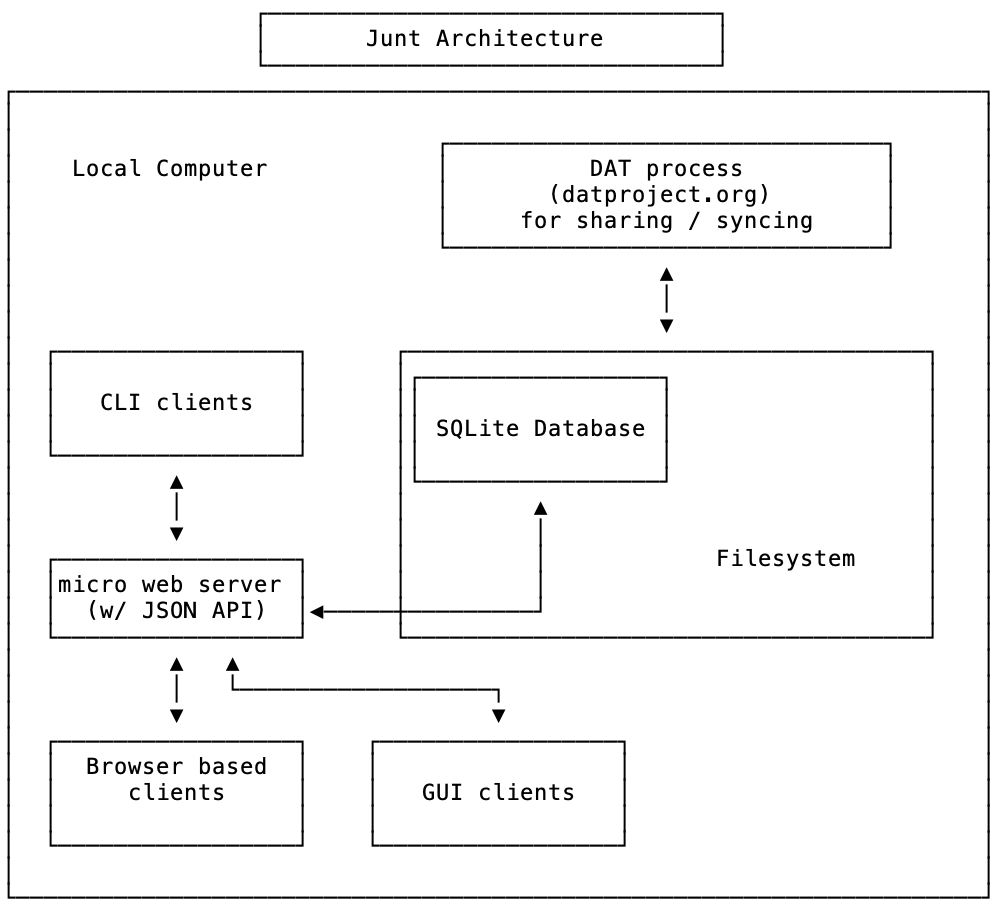 Junt Architecture
Local Computer
DAT process
(datproject.org)
for sharing / syncing
CLI clients
SQLite Database
Filesystem
micro web server
(w/ JSON API)
Browser based
clients
GUI clients